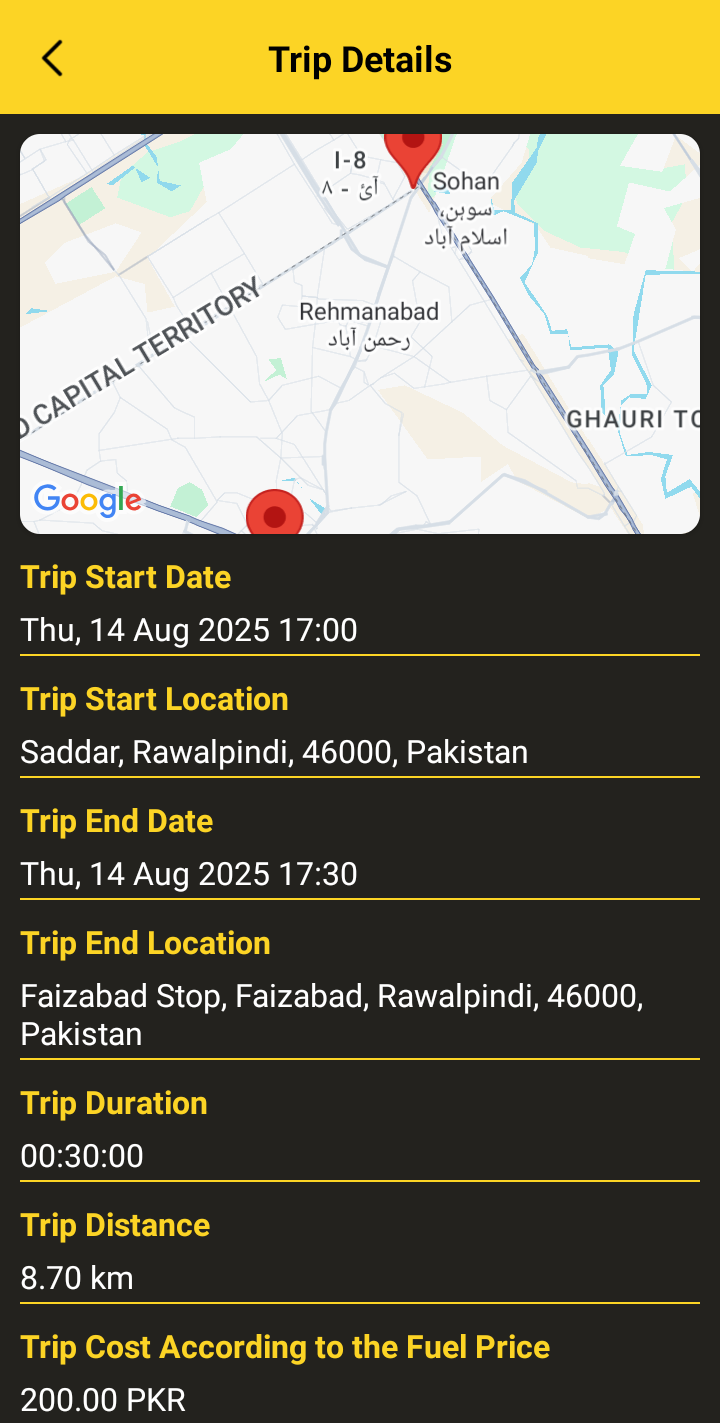 Trip Details
I-8
آئ - ٨
Sohan
سوہن،
اسلام آباد
Rehmanabad
رحمن آباد
D CAPITAL TERRITORY
GHAURI TO
Google
Trip Start Date
Thu, 14 Aug 2025 17:00
Trip Start Location
Saddar, Rawalpindi, 46000, Pakistan
Trip End Date
Thu, 14 Aug 2025 17:30
Trip End Location
Faizabad Stop, Faizabad, Rawalpindi, 46000,
Pakistan
Trip Duration
00:30:00
Trip Distance
8.70 km
Trip Cost According to the Fuel Price
200.00 PKR